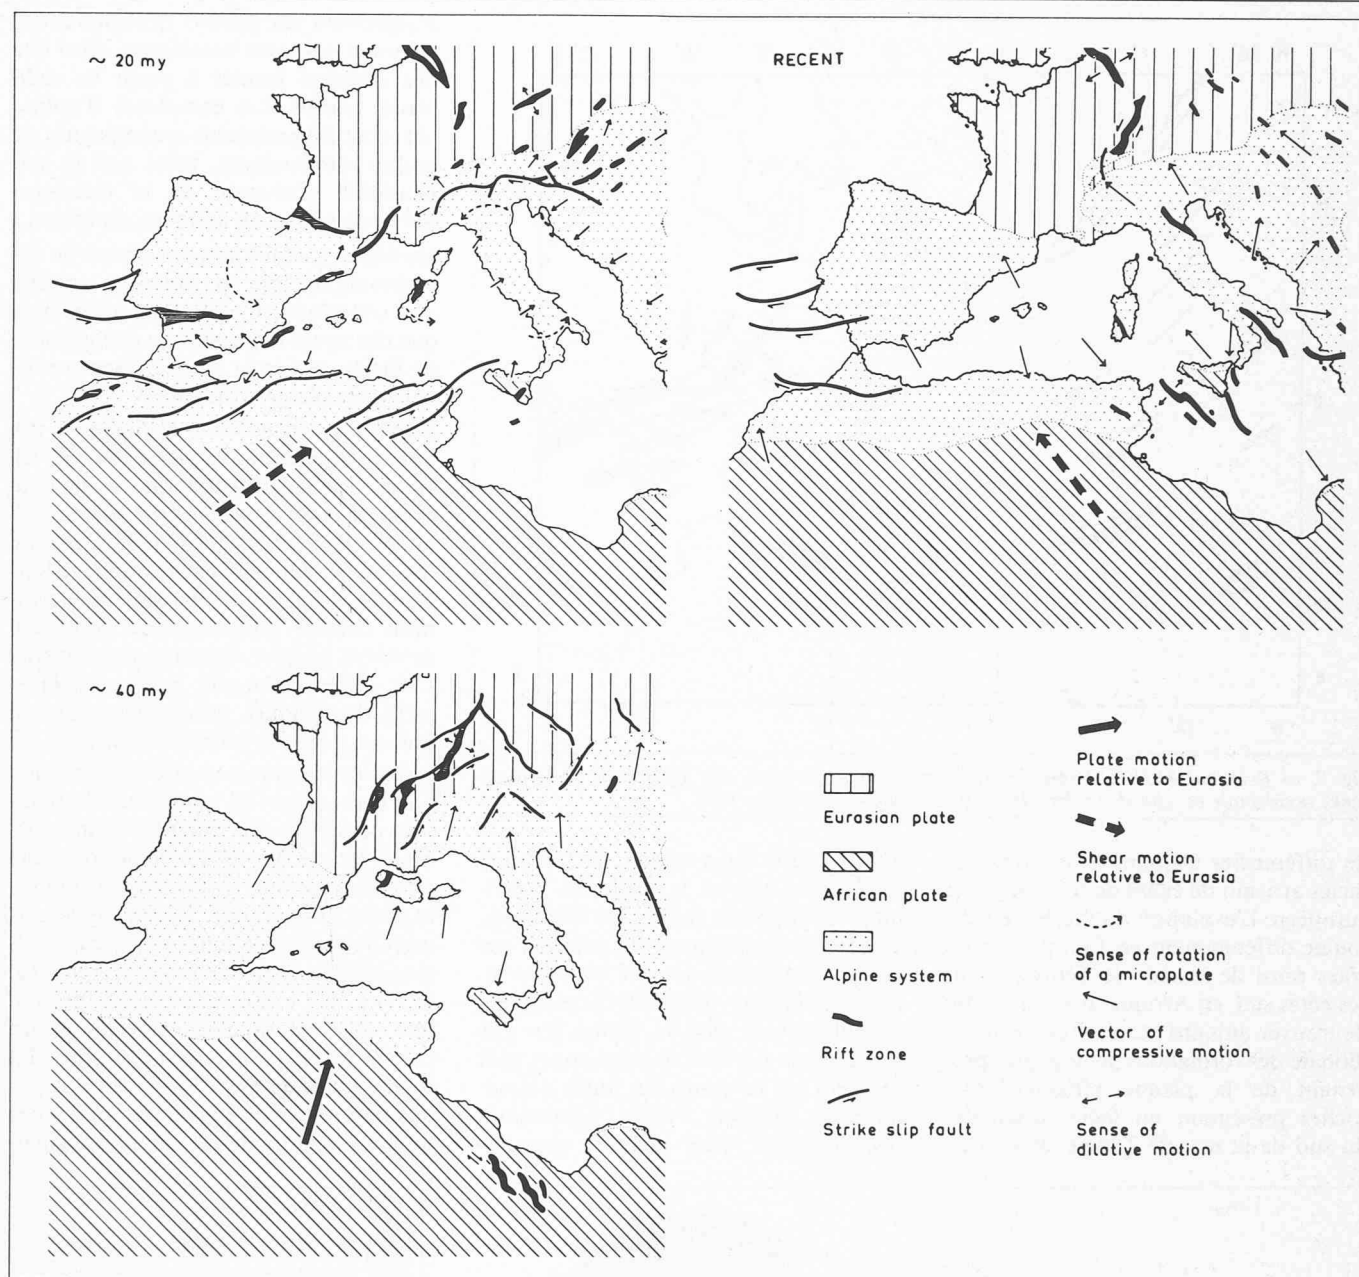 ~ 20 my
RECENT
~ 40 my
Eurasian plate
African plate
Alpine system
Rift zone
Strike slip fault
Plate motion
relative to Eurasia
Shear motion
relative to Eurasia
Sense of rotation
of a microplate
Vector of
compressive motion
Sense of
dilative motion